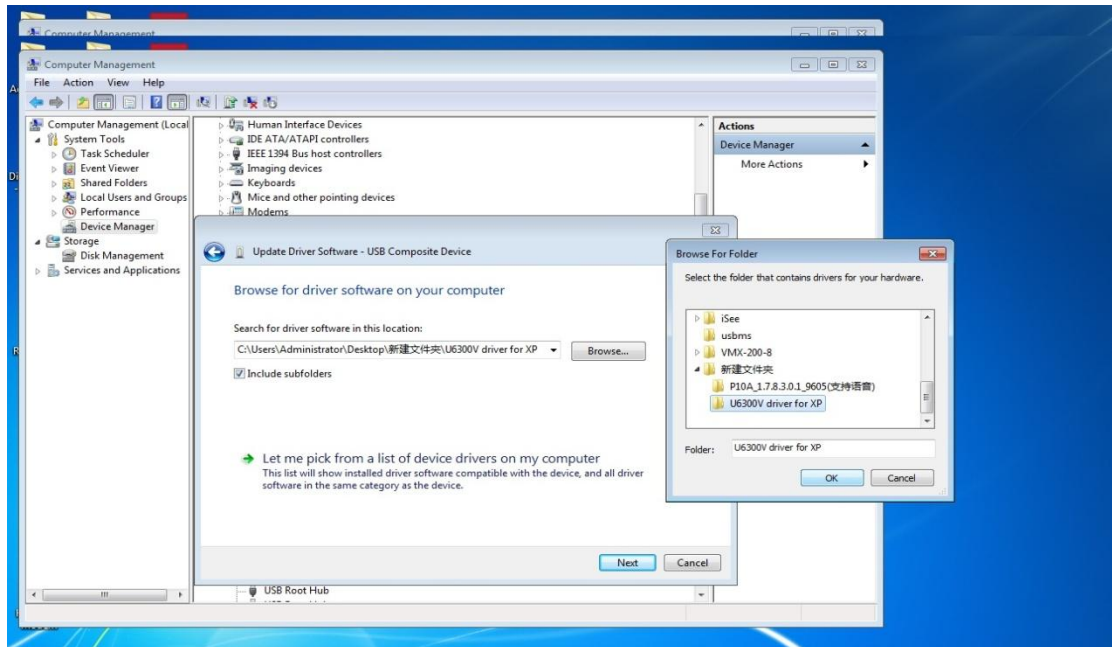 Computer Management
Computer Management
File Action View Help
Computer Management (Local
System Tools
Task Scheduler
Event Viewer
Shared Folders
Local Users and Groups
Performance
Device Manager
Storage
Disk Management
Services and Applications
Human Interface Devices
IDE ATA/ATAPI controllers
IEEE 1394 Bus host controllers
Imaging devices
Keyboards
Mice and other pointing devices
Modems
USB Root Hub
Actions
Device Manager
More Actions
Update Driver Software - USB Composite Device
Browse for driver software on your computer
Search for driver software in this location:
C:\Users\Administrator\Desktop\新建文件夹\U6300V driver for XP
Browse...
Include subfolders
Let me pick from a list of device drivers on my computer
This list will show installed driver software compatible with the device, and all driver
software in the same category as the device.
Next Cancel
Browse For Folder
Select the folder that contains drivers for your hardware.
iSee
usbms
VMX-200-8
新建文件夹
P10A_1.7.8.3.0.1_9605(支持语音)
U6300V driver for XP
Folder: U6300V driver for XP
OK Cancel